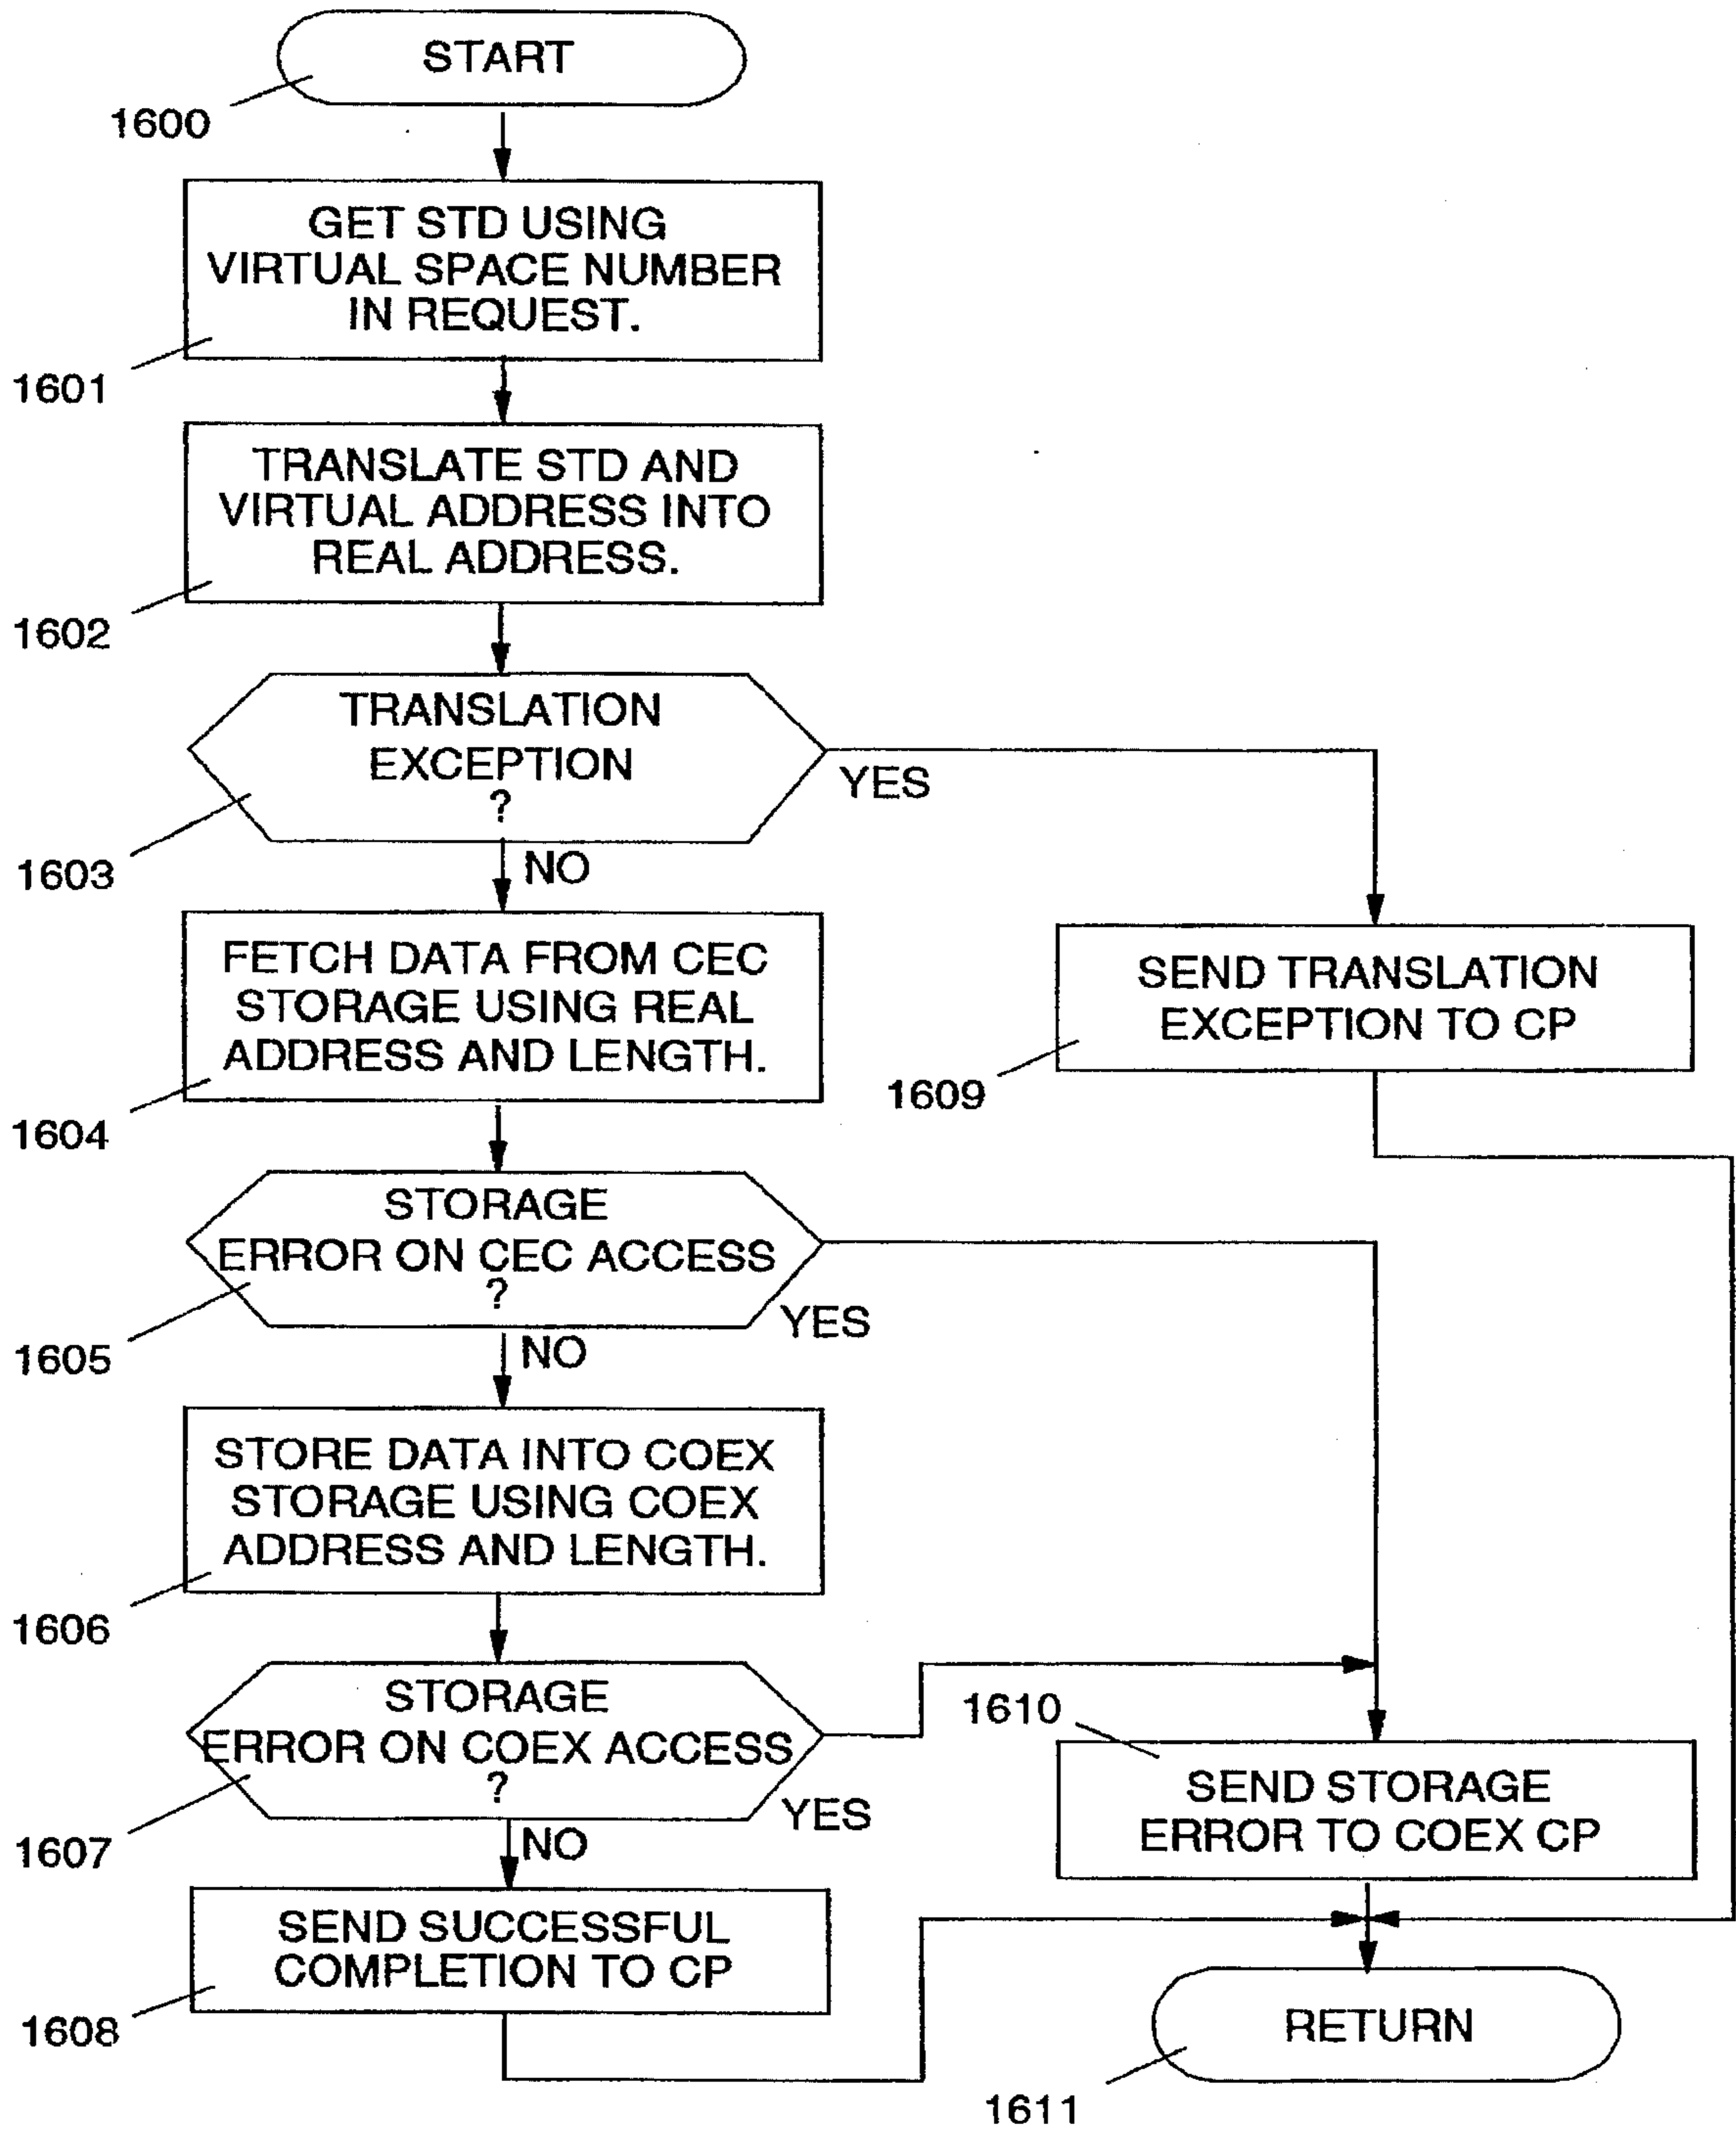 START
1600
GET STD USING
VIRTUAL SPACE NUMBER
IN REQUEST.
1601
TRANSLATE STD AND
VIRTUAL ADDRESS INTO
REAL ADDRESS.
1602
TRANSLATION
EXCEPTION
?
YES
1603
NO
FETCH DATA FROM CEC
STORAGE USING REAL
ADDRESS AND LENGTH.
1604
SEND TRANSLATION
EXCEPTION TO CP
1609
STORAGE
ERROR ON CEC ACCESS
?
YES
1605
NO
STORE DATA INTO COEX
STORAGE USING COEX
ADDRESS AND LENGTH.
1606
STORAGE
ERROR ON COEX ACCESS
?
YES
1607
NO
1610
SEND STORAGE
ERROR TO COEX CP
SEND SUCCESSFUL
COMPLETION TO CP
1608
RETURN
1611